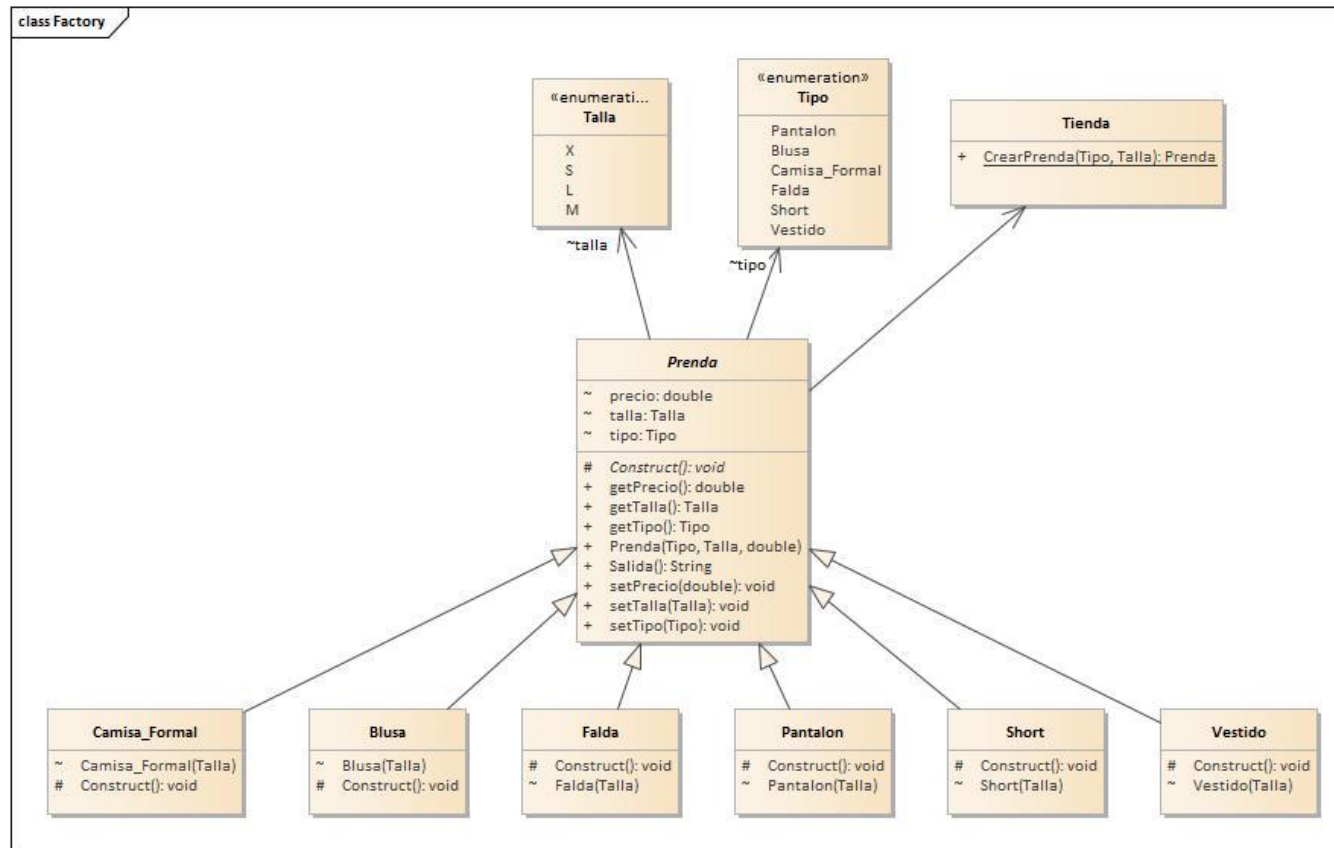 class Factory
«enumerati...
Talla
X
S
L
M
«enumeration»
Tipo
Pantalon
Blusa
Camisa_Formal
Falda
Short
Vestido
Tienda
+ CrearPrenda(Tipo, Talla): Prenda
~talla
~tipo
Prenda
~ precio: double
~ talla: Talla
~ tipo: Tipo
# Construct(): void
+ getPrecio(): double
+ getTalla(): Talla
+ getTipo(): Tipo
+ Prenda(Tipo, Talla, double)
+ Salida(): String
+ setPrecio(double): void
+ setTalla(Talla): void
+ setTipo(Tipo): void
Camisa_Formal
~ Camisa_Formal(Talla)
# Construct(): void
Blusa
~ Blusa(Talla)
# Construct(): void
Falda
# Construct(): void
~ Falda(Talla)
Pantalon
# Construct(): void
~ Pantalon(Talla)
Short
# Construct(): void
~ Short(Talla)
Vestido
# Construct(): void
~ Vestido(Talla)